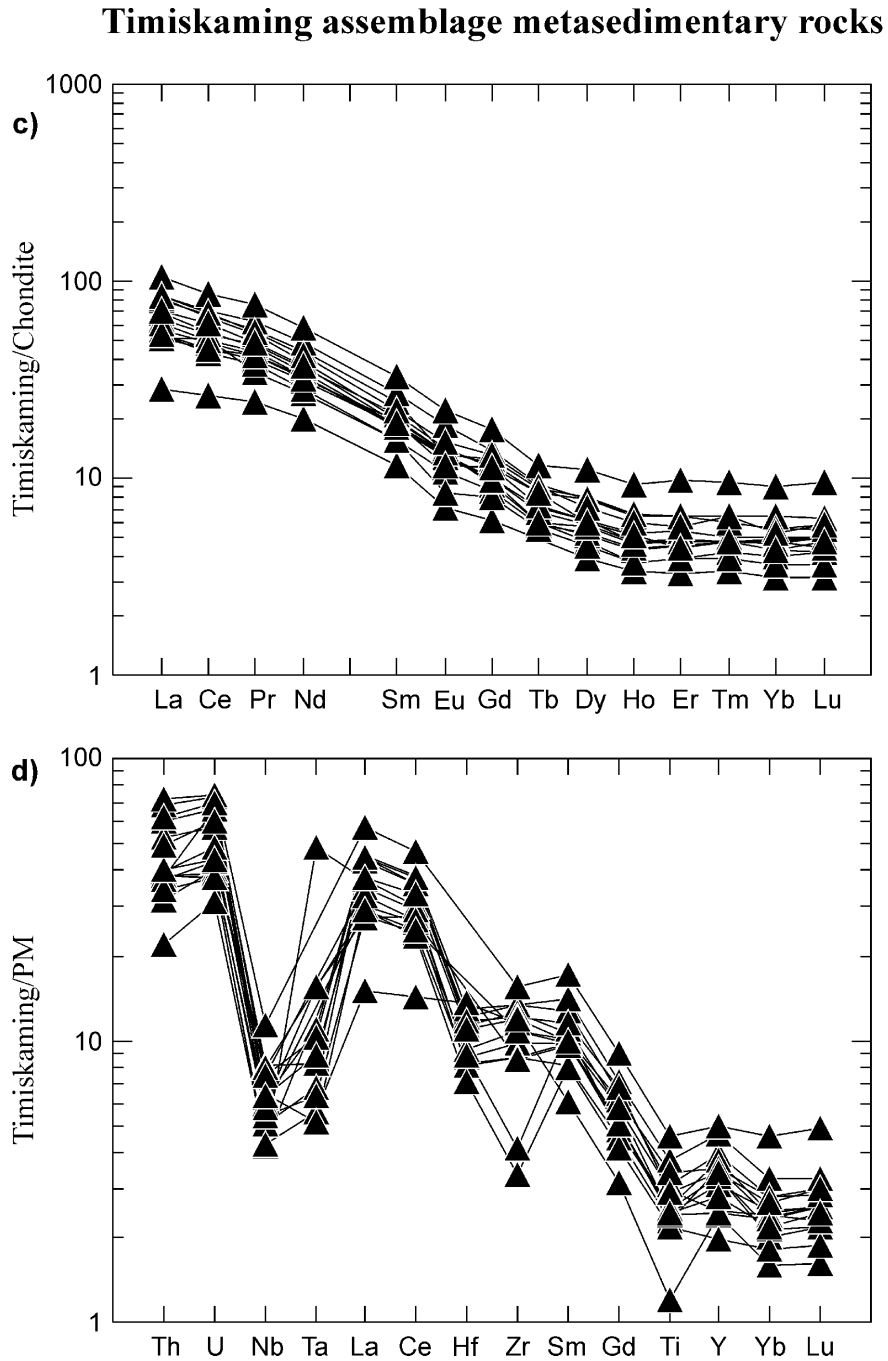 Timiskaming assemblage metasedimentary rocks
c)
1000
100
10
1
Timiskaming/Chondite
La Ce Pr Nd Sm Eu Gd Tb Dy Ho Er Tm Yb Lu
d)
100
10
1
Timiskaming/PM
Th U Nb Ta La Ce Hf Zr Sm Gd Ti Y Yb Lu